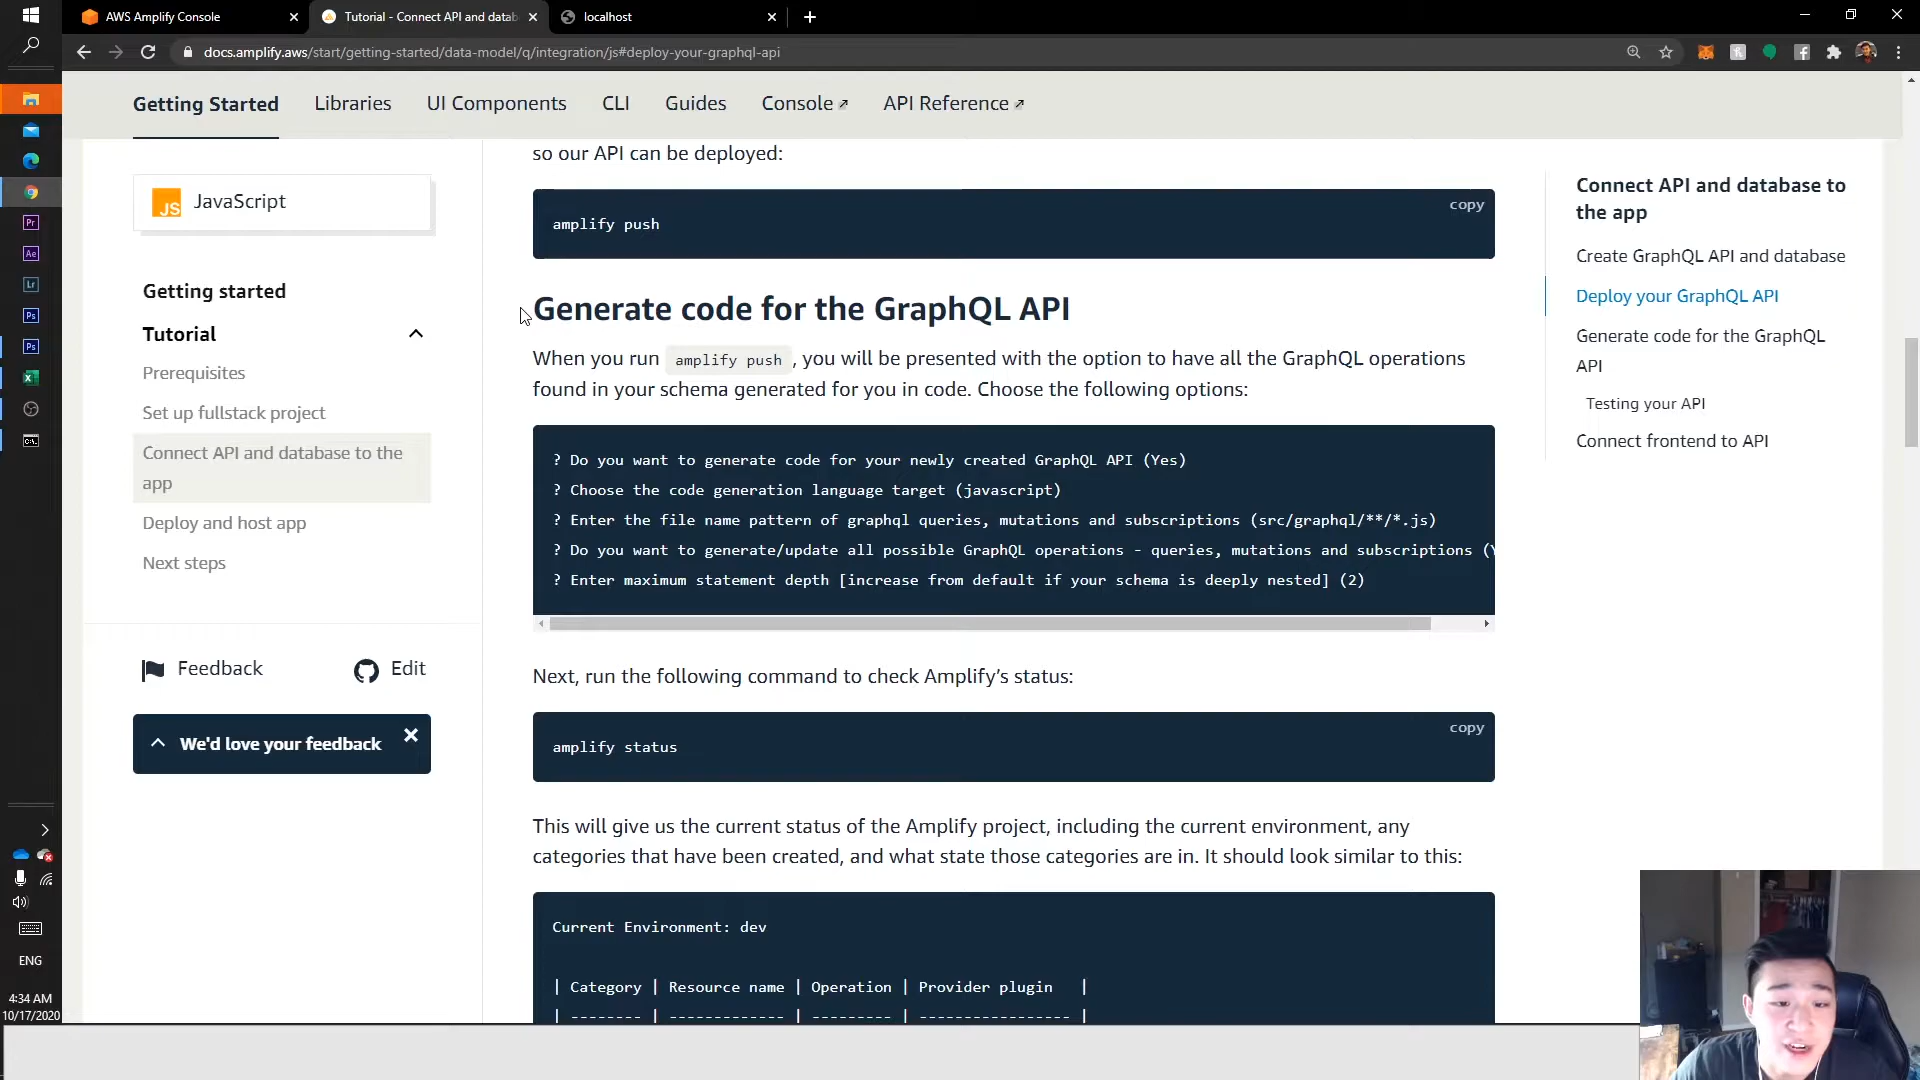 AWS Amplify Console
Tutorial - Connect API and datab
localhost
docs.amplify.aws/start/getting-started/data-model/q/integration/js#deploy-your-graphql-api
Getting Started
Libraries
UI Components
CLI
Guides
Console
API Reference
JS
JavaScript
Getting started
Tutorial
Prerequisites
Set up fullstack project
Connect API and database to the
app
Deploy and host app
Next steps
Feedback
Edit
We'd love your feedback
so our API can be deployed:
copy
amplify push
Generate code for the GraphQL API
When you run amplify push, you will be presented with the option to have all the GraphQL operations
found in your schema generated for you in code. Choose the following options:
? Do you want to generate code for your newly created GraphQL API (Yes)
? Choose the code generation language target (javascript)
? Enter the file name pattern of graphql queries, mutations and subscriptions (src/graphql/**/*.js)
? Do you want to generate/update all possible GraphQL operations - queries, mutations and subscriptions (Y
? Enter maximum statement depth [increase from default if your schema is deeply nested] (2)
Next, run the following command to check Amplify’s status:
copy
amplify status
This will give us the current status of the Amplify project, including the current environment, any
categories that have been created, and what state those categories are in. It should look similar to this:
Current Environment: dev
| Category | Resource name | Operation | Provider plugin   |
| -------- | ------------- | --------- | ----------------- |
Connect API and database to
the app
Create GraphQL API and database
Deploy your GraphQL API
Generate code for the GraphQL
API
Testing your API
Connect frontend to API
Pr
Ae
Lr
Ps
Ps
ENG
4:34 AM
10/17/2020